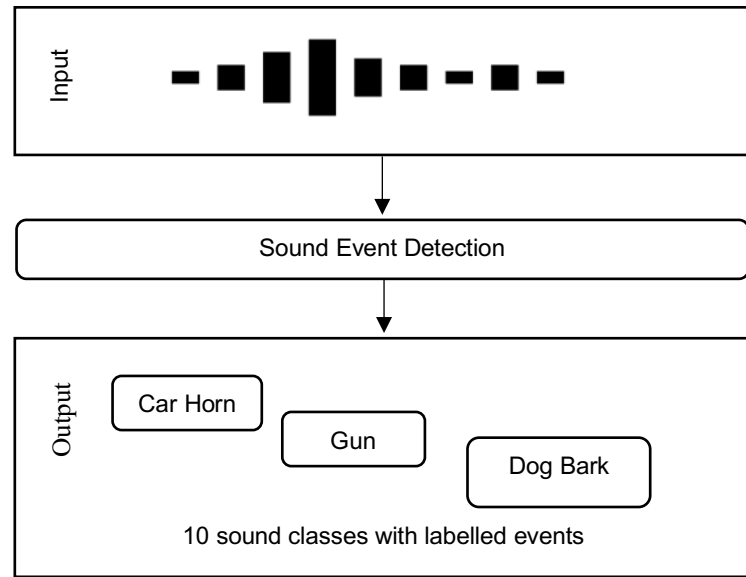 Input
Sound Event Detection
Output
Car Horn
Gun
Dog Bark
10 sound classes with labelled events